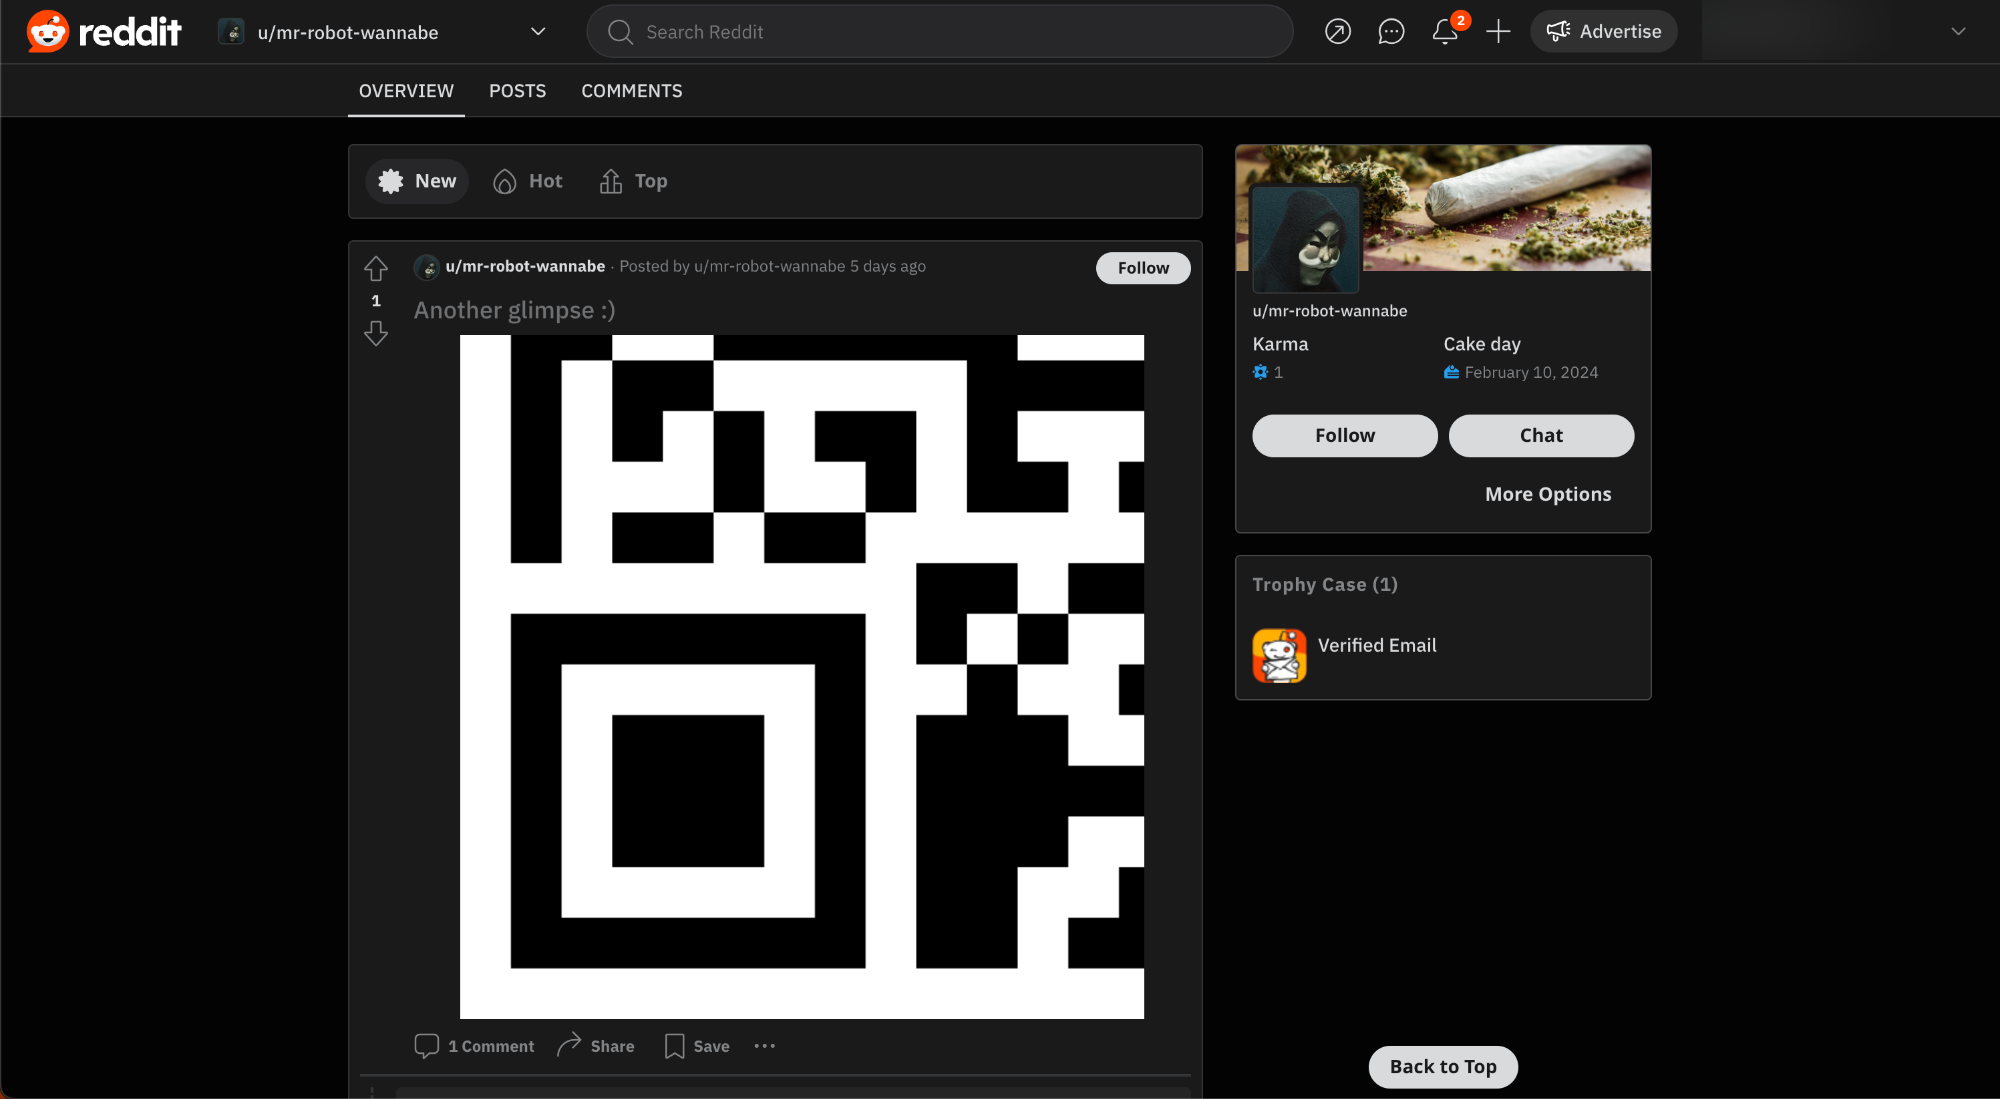 reddit
u/mr-robot-wannabe
Search Reddit
2
Advertise
OVERVIEW POSTS COMMENTS
New Hot Top
u/mr-robot-wannabe · Posted by u/mr-robot-wannabe 5 days ago
Follow
1
Another glimpse :)
1 Comment Share Save ...
u/mr-robot-wannabe
Karma Cake day
1 February 10, 2024
Follow Chat
More Options
Trophy Case (1)
Verified Email
Back to Top